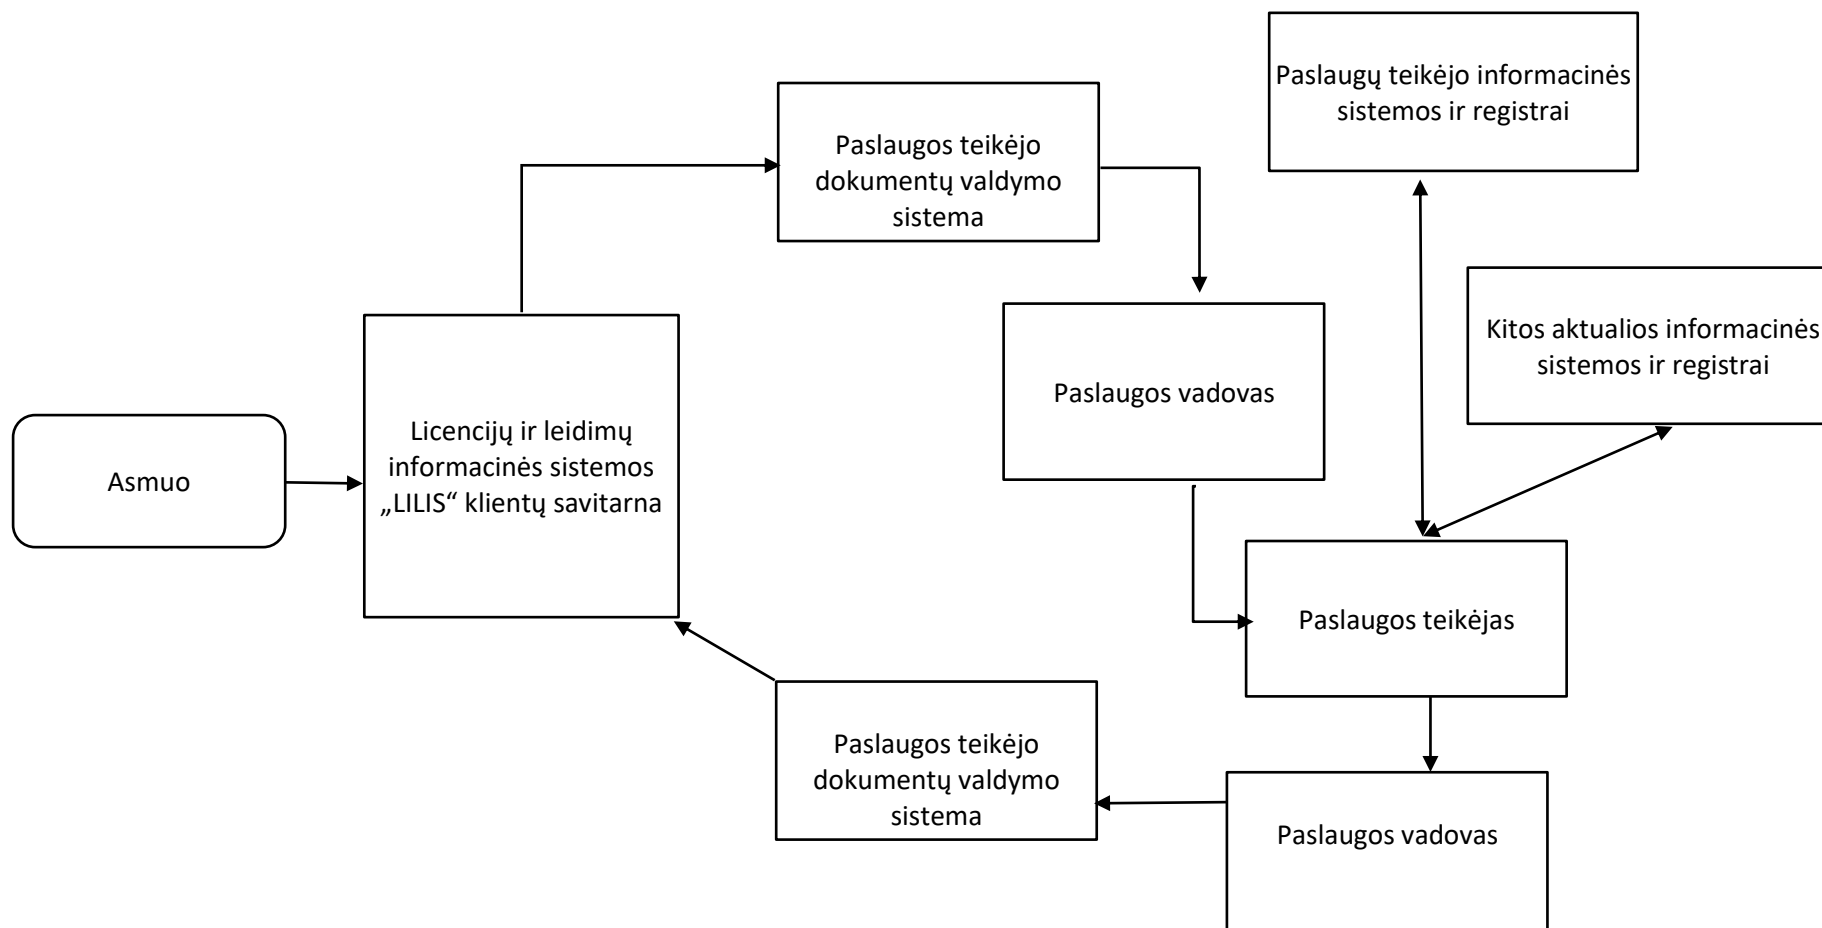 Paslaugų teikėjo informacinės
sistemos ir registrai
Paslaugos teikėjo
dokumentų valdymo
sistema
Kitos aktualios informacinės
sistemos ir registrai
Paslaugos vadovas
Licencijų ir leidimų
informacinės sistemos
„LILIS“ klientų savitarna
Asmuo
Paslaugos teikėjas
Paslaugos teikėjo
dokumentų valdymo
sistema
Paslaugos vadovas